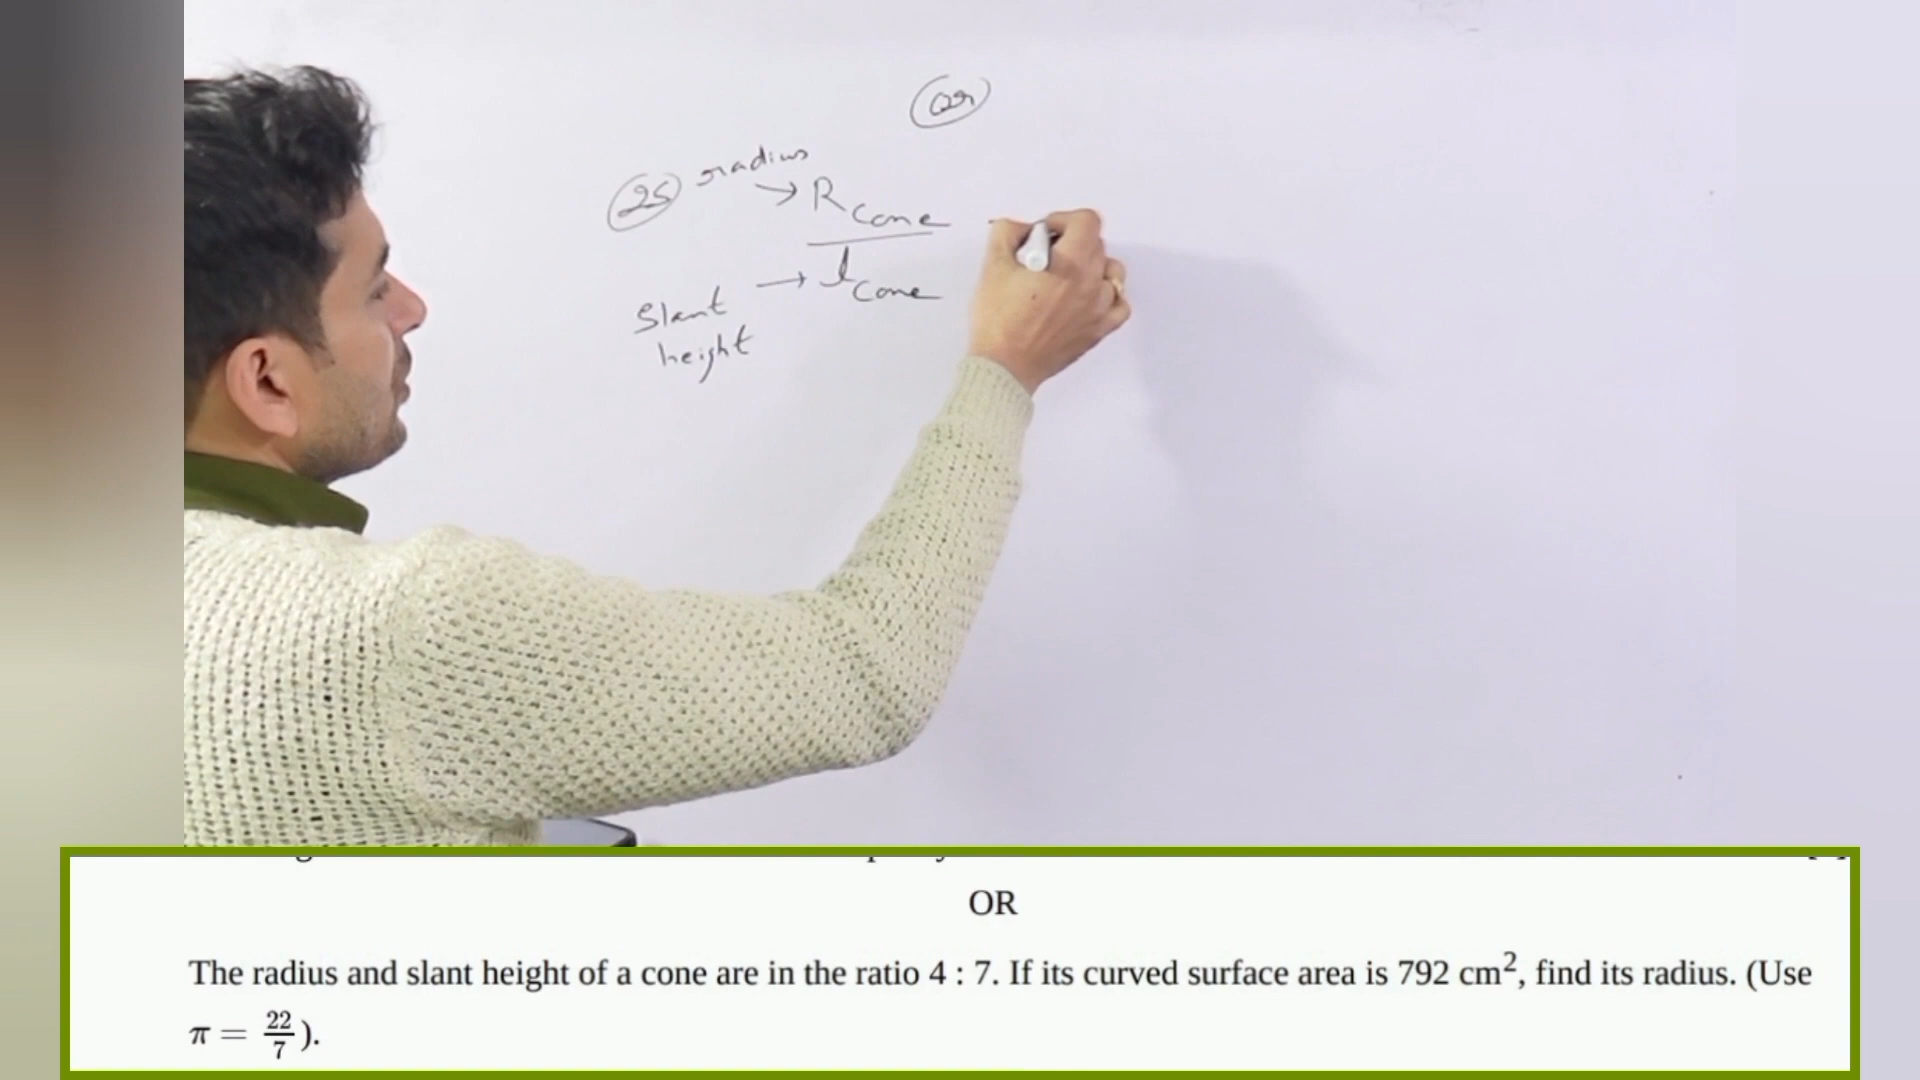 Or
25 radius → R cone
Slant → l cone
height
OR
The radius and slant height of a cone are in the ratio 4 : 7. If its curved surface area is 792 cm², find its radius. (Use
π = 22/7).